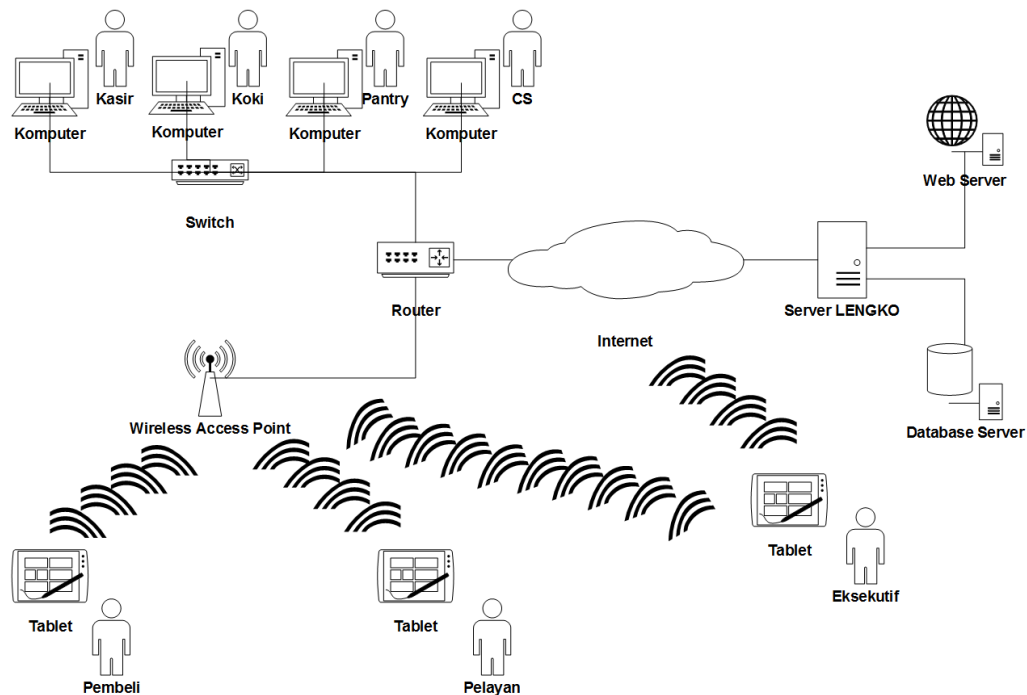 Kasir
Koki
Pantry
CS
Komputer
Komputer
Komputer
Komputer
Web Server
Switch
Router
Server LENGKO
Internet
Wireless Access Point
Database Server
Tablet
Eksekutif
Tablet
Tablet
Pembeli
Pelayan